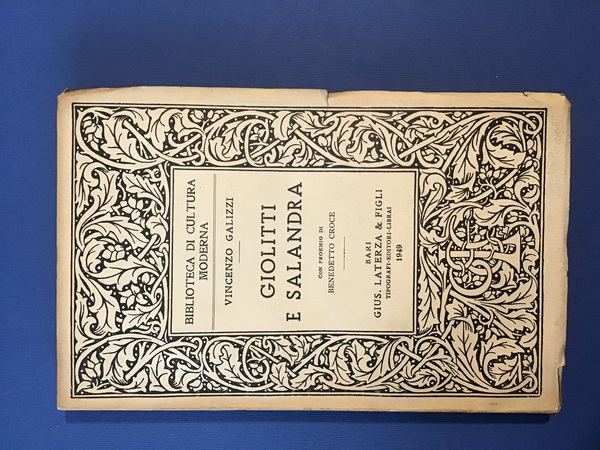 BIBLIOTECA DI CULTURA
MODERNA
VINCENZO GALIZZI
GIOLITTI
E SALANDRA
CON PROEMIO DI
BENEDETTO CROCE
BARI
GIUS. LATERZA & FIGLI
TIPOGRAFI-EDITORI-LIBRAI
1949